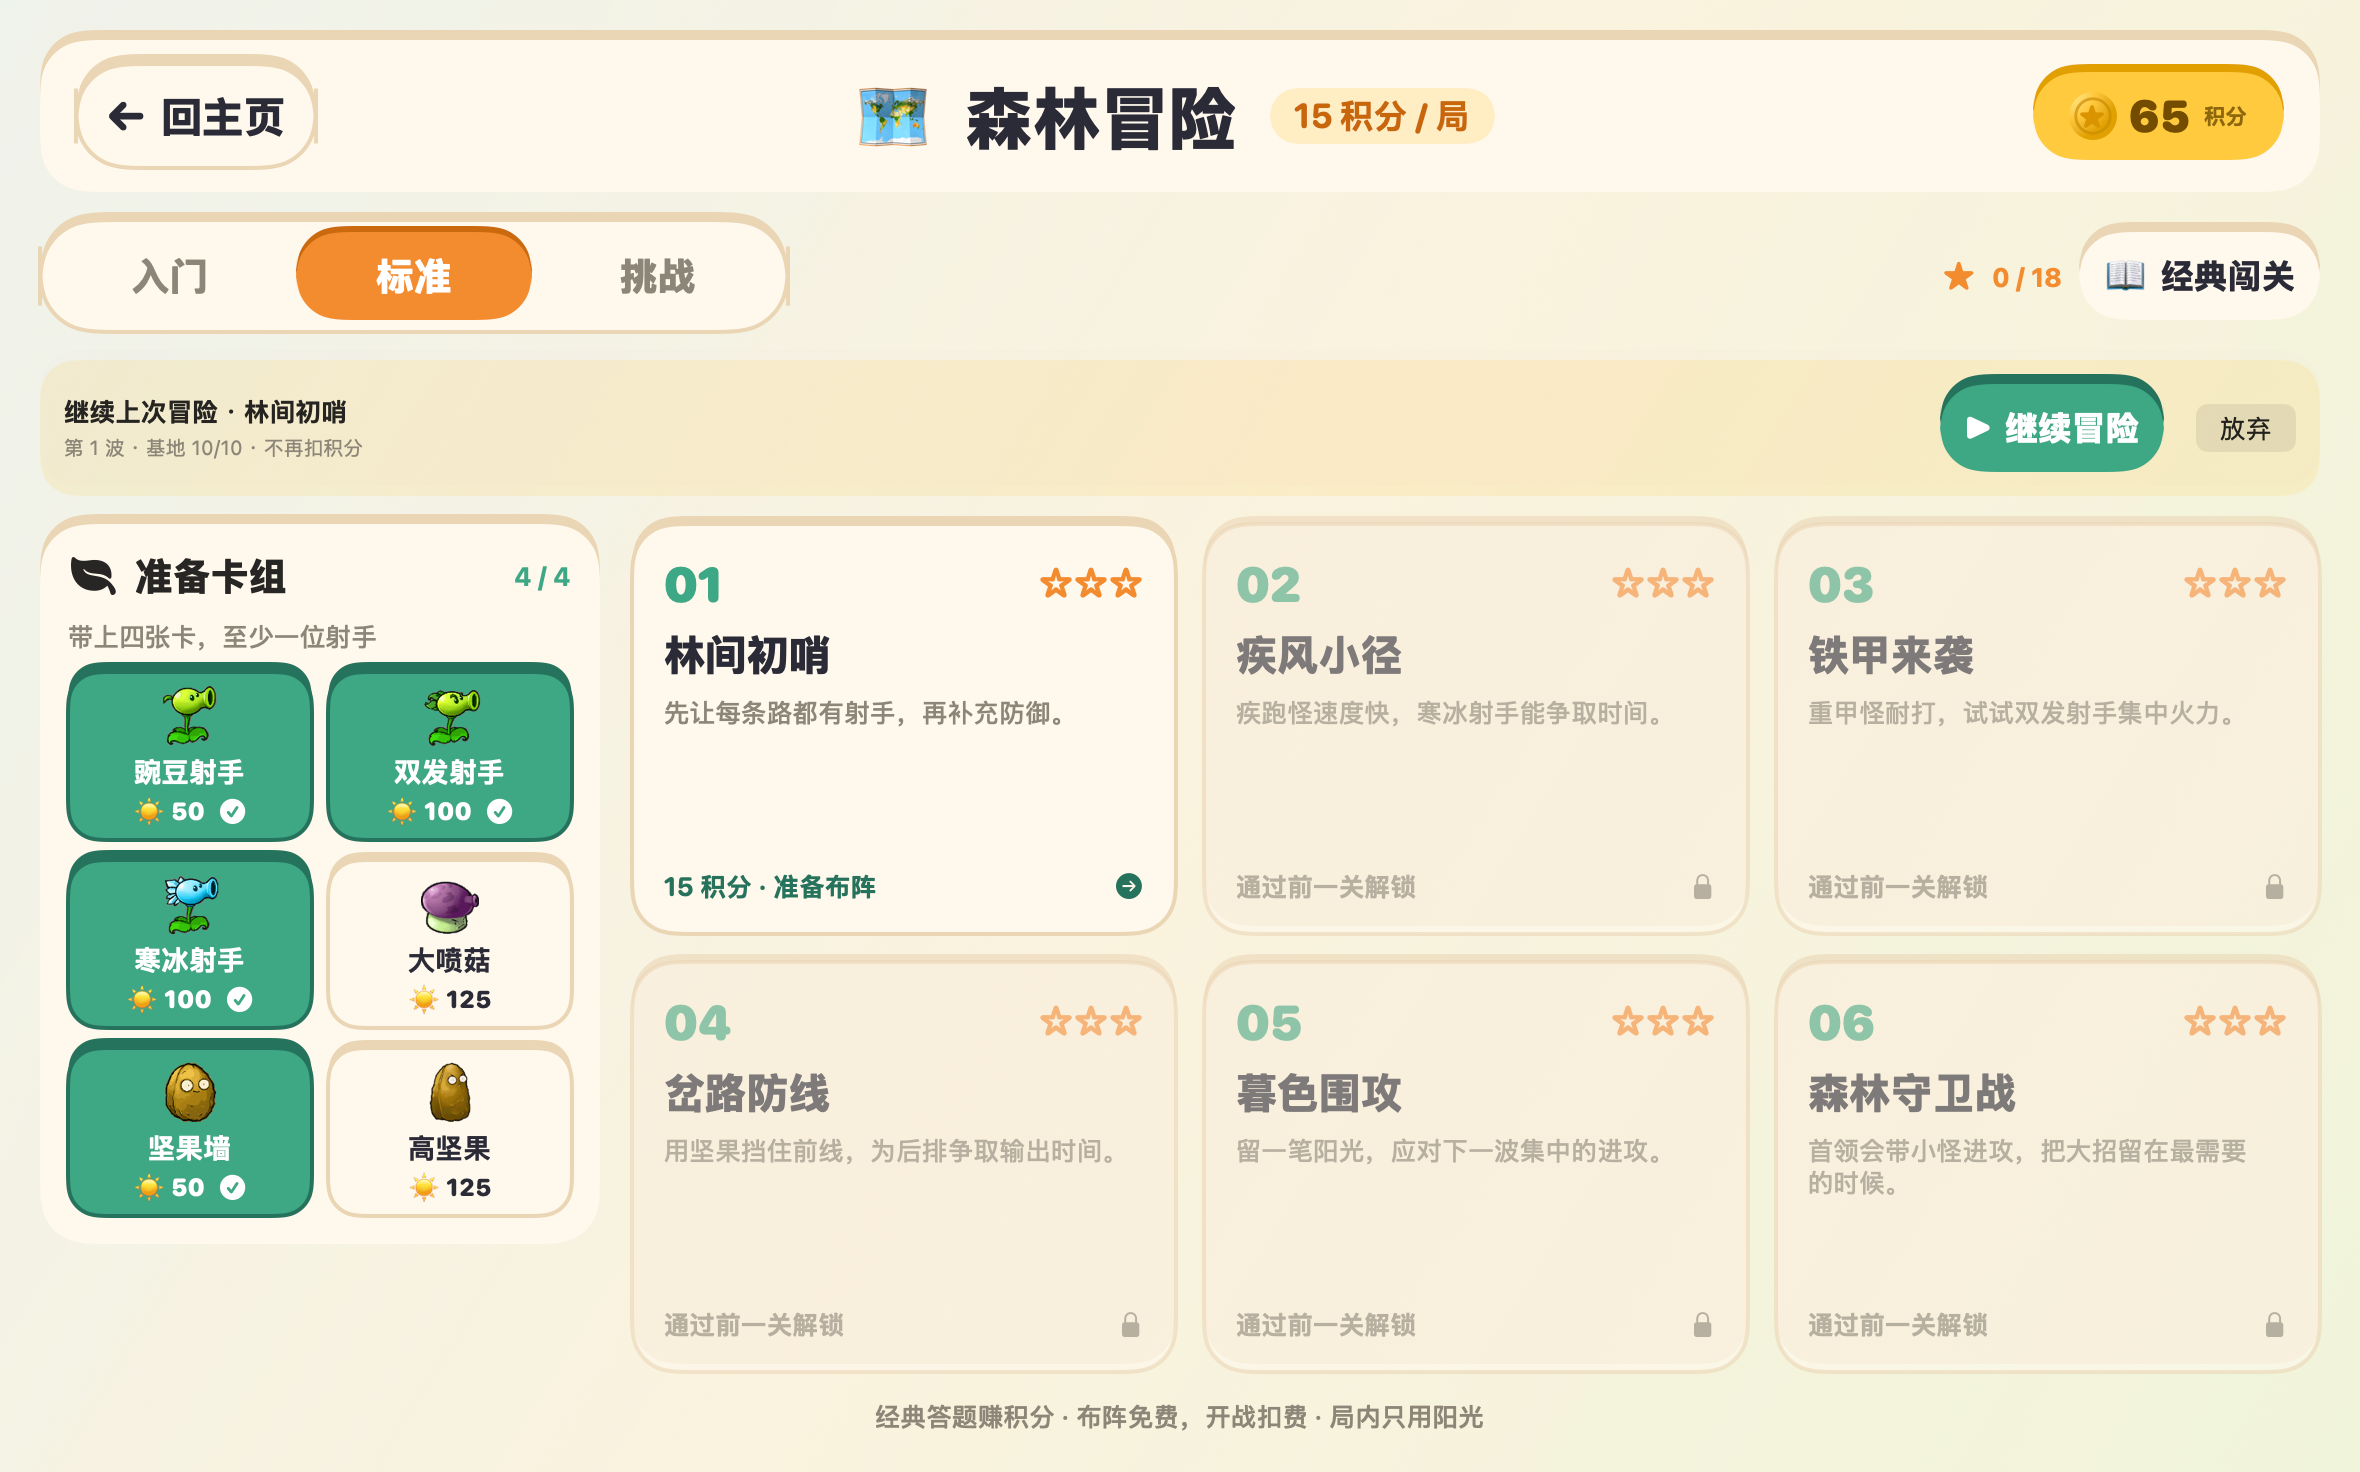 回主页
森林冒险
15 积分 / 局
65 积分
入门
标准
挑战
0 / 18
经典闯关
继续上次冒险 · 林间初哨
第 1 波 · 基地 10/10 · 不再扣积分
继续冒险
放弃
准备卡组
4 / 4
带上四张卡，至少一位射手
豌豆射手
50
双发射手
100
寒冰射手
100
大喷菇
125
坚果墙
50
高坚果
125
01
林间初哨
先让每条路都有射手，再补充防御。
15 积分 · 准备布阵
02
疾风小径
疾跑怪速度快，寒冰射手能争取时间。
通过前一关解锁
03
铁甲来袭
重甲怪耐打，试试双发射手集中火力。
通过前一关解锁
04
岔路防线
用坚果挡住前线，为后排争取输出时间。
通过前一关解锁
05
暮色围攻
留一笔阳光，应对下一波集中的进攻。
通过前一关解锁
06
森林守卫战
首领会带小怪进攻，把大招留在最需要
的时候。
通过前一关解锁
经典答题赚积分 · 布阵免费，开战扣费 · 局内只用阳光